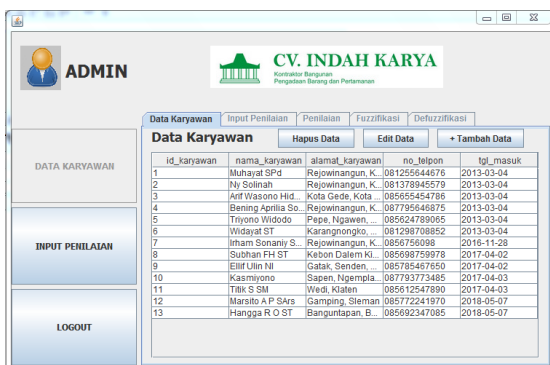 ADMIN
CV. INDAH KARYA
Kontraktor Bangunan
Pengadaan Barang dan Pertamanan
Data Karyawan Input Penilaian Penilaian Fuzzifikasi Defuzzifikasi
Data Karyawan Hapus Data Edit Data + Tambah Data
DATA KARYAWAN
INPUT PENILAIAN
LOGOUT
id_karyawan nama_karyawan alamat_karyawan no_telpon tgl_masuk
1 Muhayat SPd Rejowinangun, K... 081255644676 2013-03-04
2 Ny Solinah Rejowinangun, K... 081378945579 2013-03-04
3 Arif Wasono Hid... Kota Gede, Kota ... 085655454786 2013-03-04
4 Bening Aprilia So... Rejowinangun, K... 087795646875 2013-03-04
5 Triyono Widodo Pepe, Ngawen, ... 085624789065 2013-03-04
6 Widayat ST Karangnongko, ... 081298708852 2013-03-04
7 Irham Sonaniy S... Rejowinangun, K... 0856756098 2016-11-28
8 Subhan FH ST Kebon Dalem Ki... 085698759978 2017-04-02
9 Ellif Ulin NI Gatak, Senden, ... 085785467650 2017-04-02
10 Kasmiyono Sapen, Ngempla... 087793773485 2017-04-03
11 Titik S SM Wedi, Klaten 085612547890 2017-04-03
12 Marsito A P SArs Gamping, Sleman 085772241970 2018-05-07
13 Hangga R O ST Banguntapan, B... 085692347085 2018-05-07